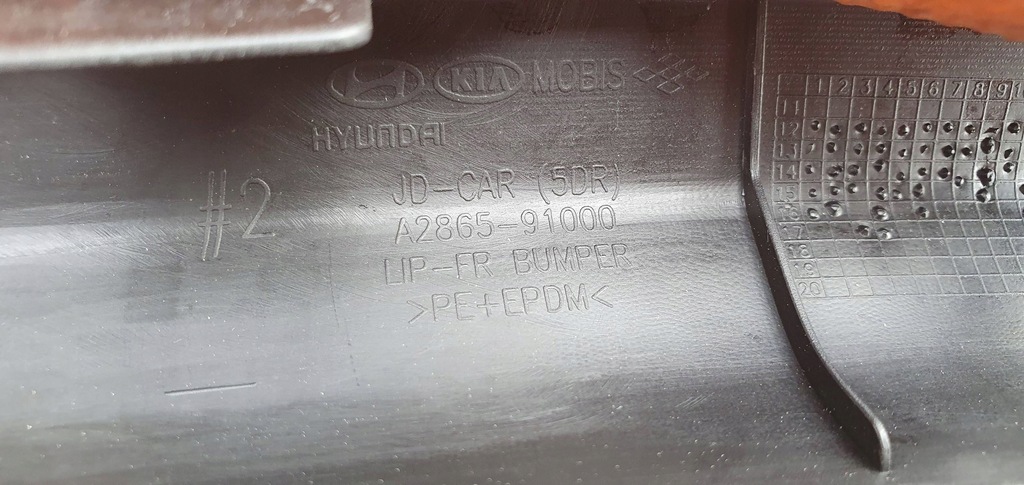 KIA MOBIS
HYUNDAI
#2
JD-CAR (5DR)
A2865-91000
LIP-FR BUMPER
>PE+EPDM<
1 2 3 4 5 6 7 8 9 1
11
12
13
14
15
16
17
18
19
20